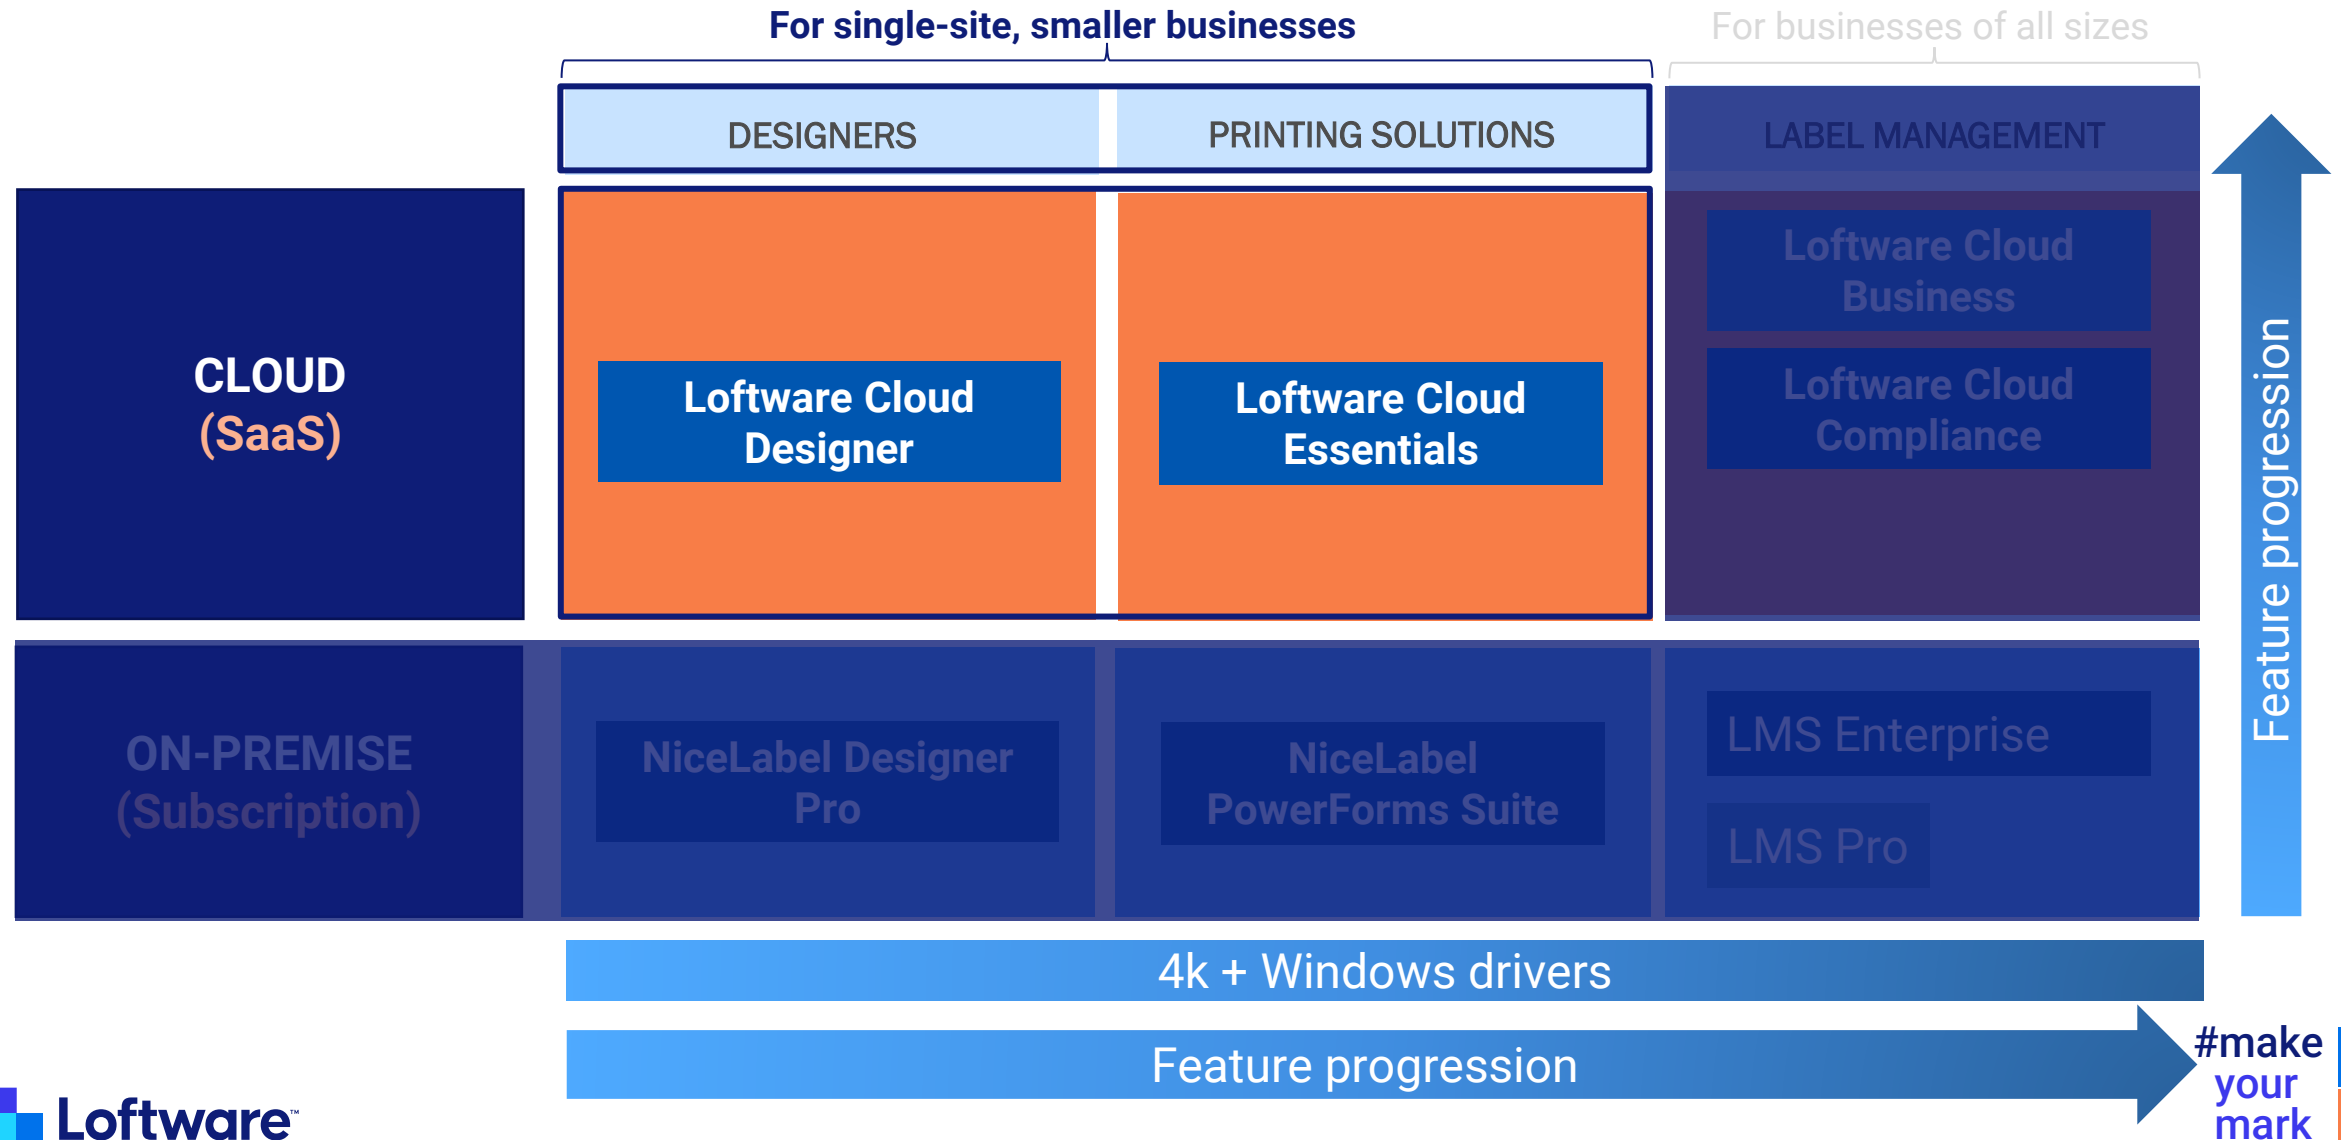 For single-site, smaller businesses
For businesses of all sizes
DESIGNERS
PRINTING SOLUTIONS
LABEL MANAGEMENT
CLOUD
(SaaS)
Loftware Cloud
Designer
Loftware Cloud
Essentials
Loftware Cloud
Business
Loftware Cloud
Compliance
Feature progression
ON-PREMISE
(Subscription)
NiceLabel Designer
Pro
NiceLabel
PowerForms Suite
LMS Enterprise
LMS Pro
4k + Windows drivers
Feature progression
#make
your
mark
Loftware™